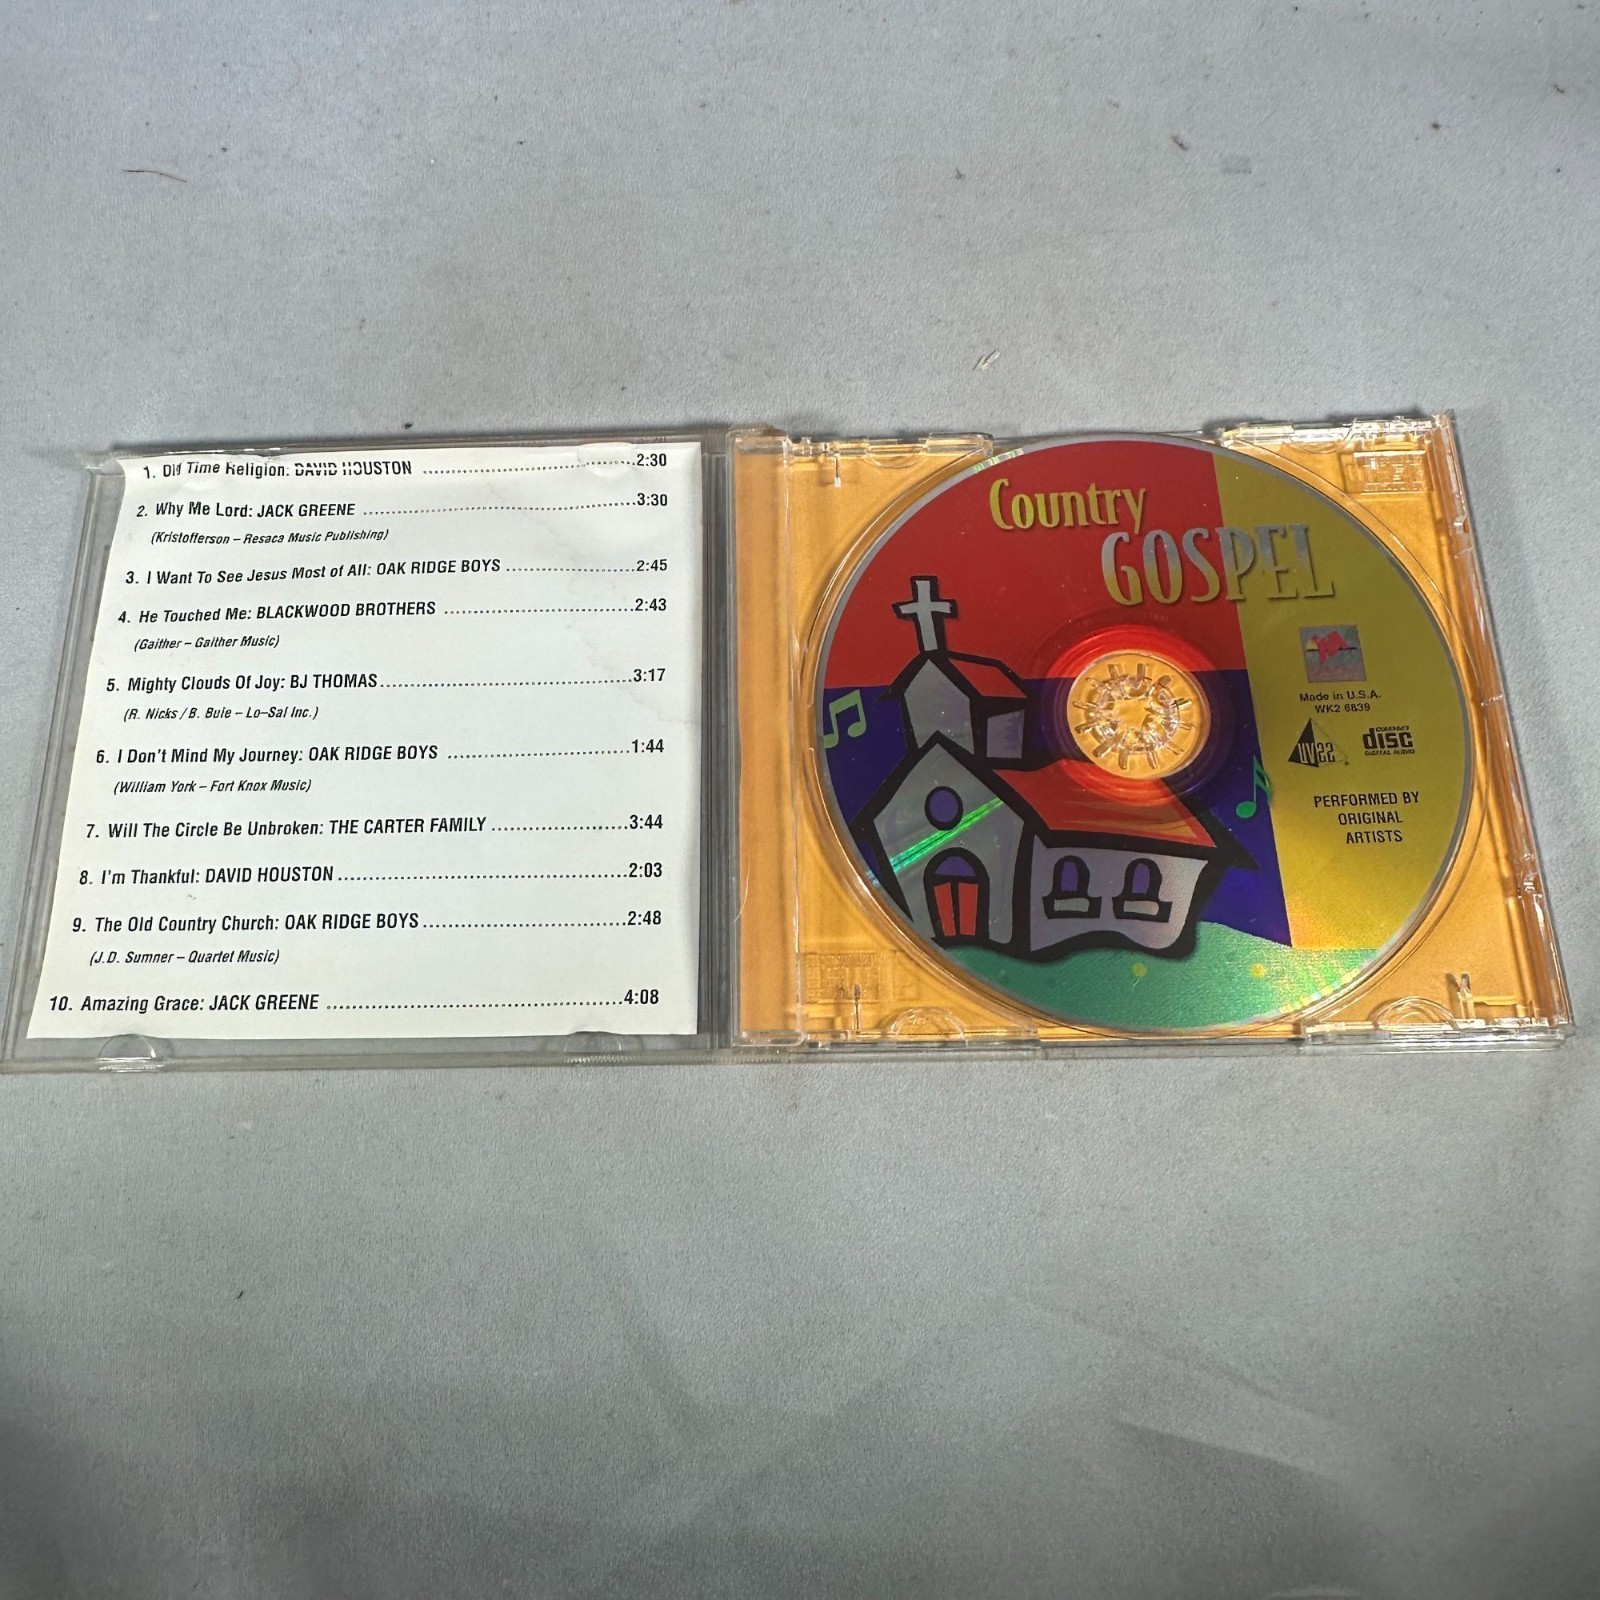 1. Old Time Religion: DAVID HOUSTON ..............................2:30
2. Why Me Lord: JACK GREENE ..............................3:30
(Kristofferson – Resaca Music Publishing)
3. I Want To See Jesus Most of All: OAK RIDGE BOYS ..............................2:45
4. He Touched Me: BLACKWOOD BROTHERS ..............................2:43
(Gaither – Gaither Music)
5. Mighty Clouds Of Joy: BJ THOMAS..............................3:17
(R. Nicks / B. Buie – Lo–Sal Inc.)
6. I Don't Mind My Journey: OAK RIDGE BOYS ..............................1:44
(William York – Fort Knox Music)
7. Will The Circle Be Unbroken: THE CARTER FAMILY ..............................3:44
8. I'm Thankful: DAVID HOUSTON ..............................2:03
9. The Old Country Church: OAK RIDGE BOYS ..............................2:48
(J.D. Sumner – Quartet Music)
10. Amazing Grace: JACK GREENE ..............................4:08
Country
GOSPEL
Made in U.S.A.
WK2 6839
COMPACT
disc
DIGITAL AUDIO
PERFORMED BY
ORIGINAL
ARTISTS